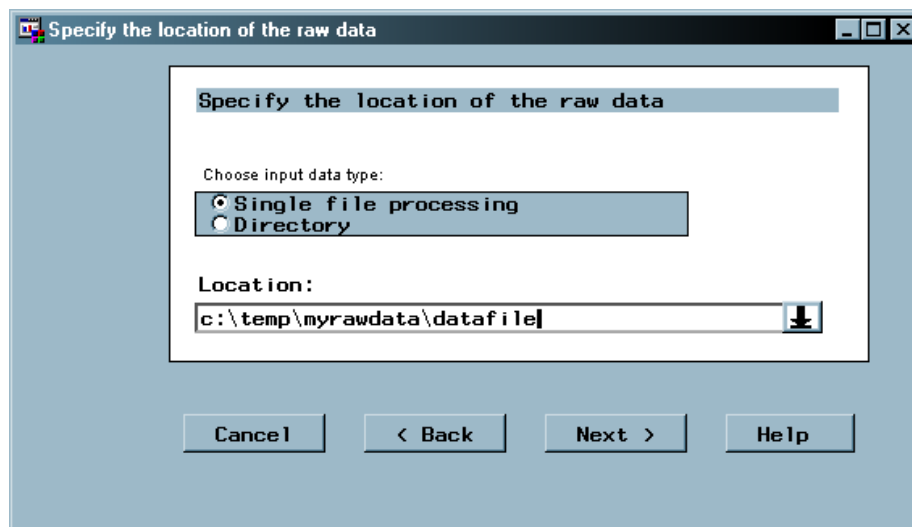 Specify the location of the raw data
Specify the location of the raw data
Choose input data type:
Single file processing
Directory
Location:
c:\temp\myrawdata\datafile
Cancel
< Back
Next >
Help